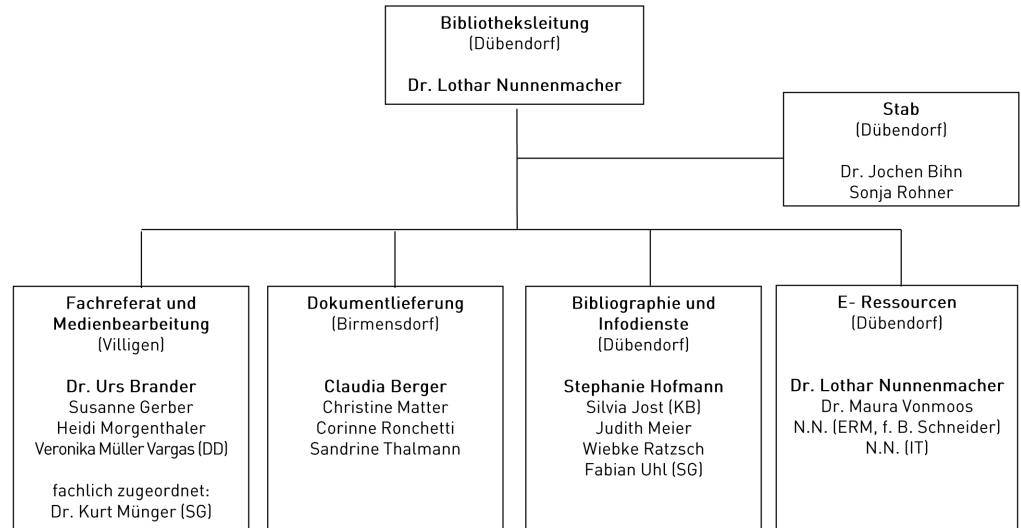 Bibliotheksleitung
(Dübendorf)
Dr. Lothar Nunnenmacher
Stab
(Dübendorf)
Dr. Jochen Bihn
Sonja Rohner
Fachreferat und
Medienbearbeitung
(Villigen)
Dr. Urs Brander
Susanne Gerber
Heidi Morgenthaler
Veronika Müller Vargas (DD)
fachlich zugeordnet:
Dr. Kurt Münger (SG)
Dokumentlieferung
(Birmensdorf)
Claudia Berger
Christine Matter
Corinne Ronchetti
Sandrine Thalmann
Bibliographie und
Infodienste
(Dübendorf)
Stephanie Hofmann
Silvia Jost (KB)
Judith Meier
Wiebke Ratzsch
Fabian Uhl (SG)
E- Ressourcen
(Dübendorf)
Dr. Lothar Nunnenmacher
Dr. Maura Vonmoos
N.N. (ERM, f. B. Schneider)
N.N. (IT)